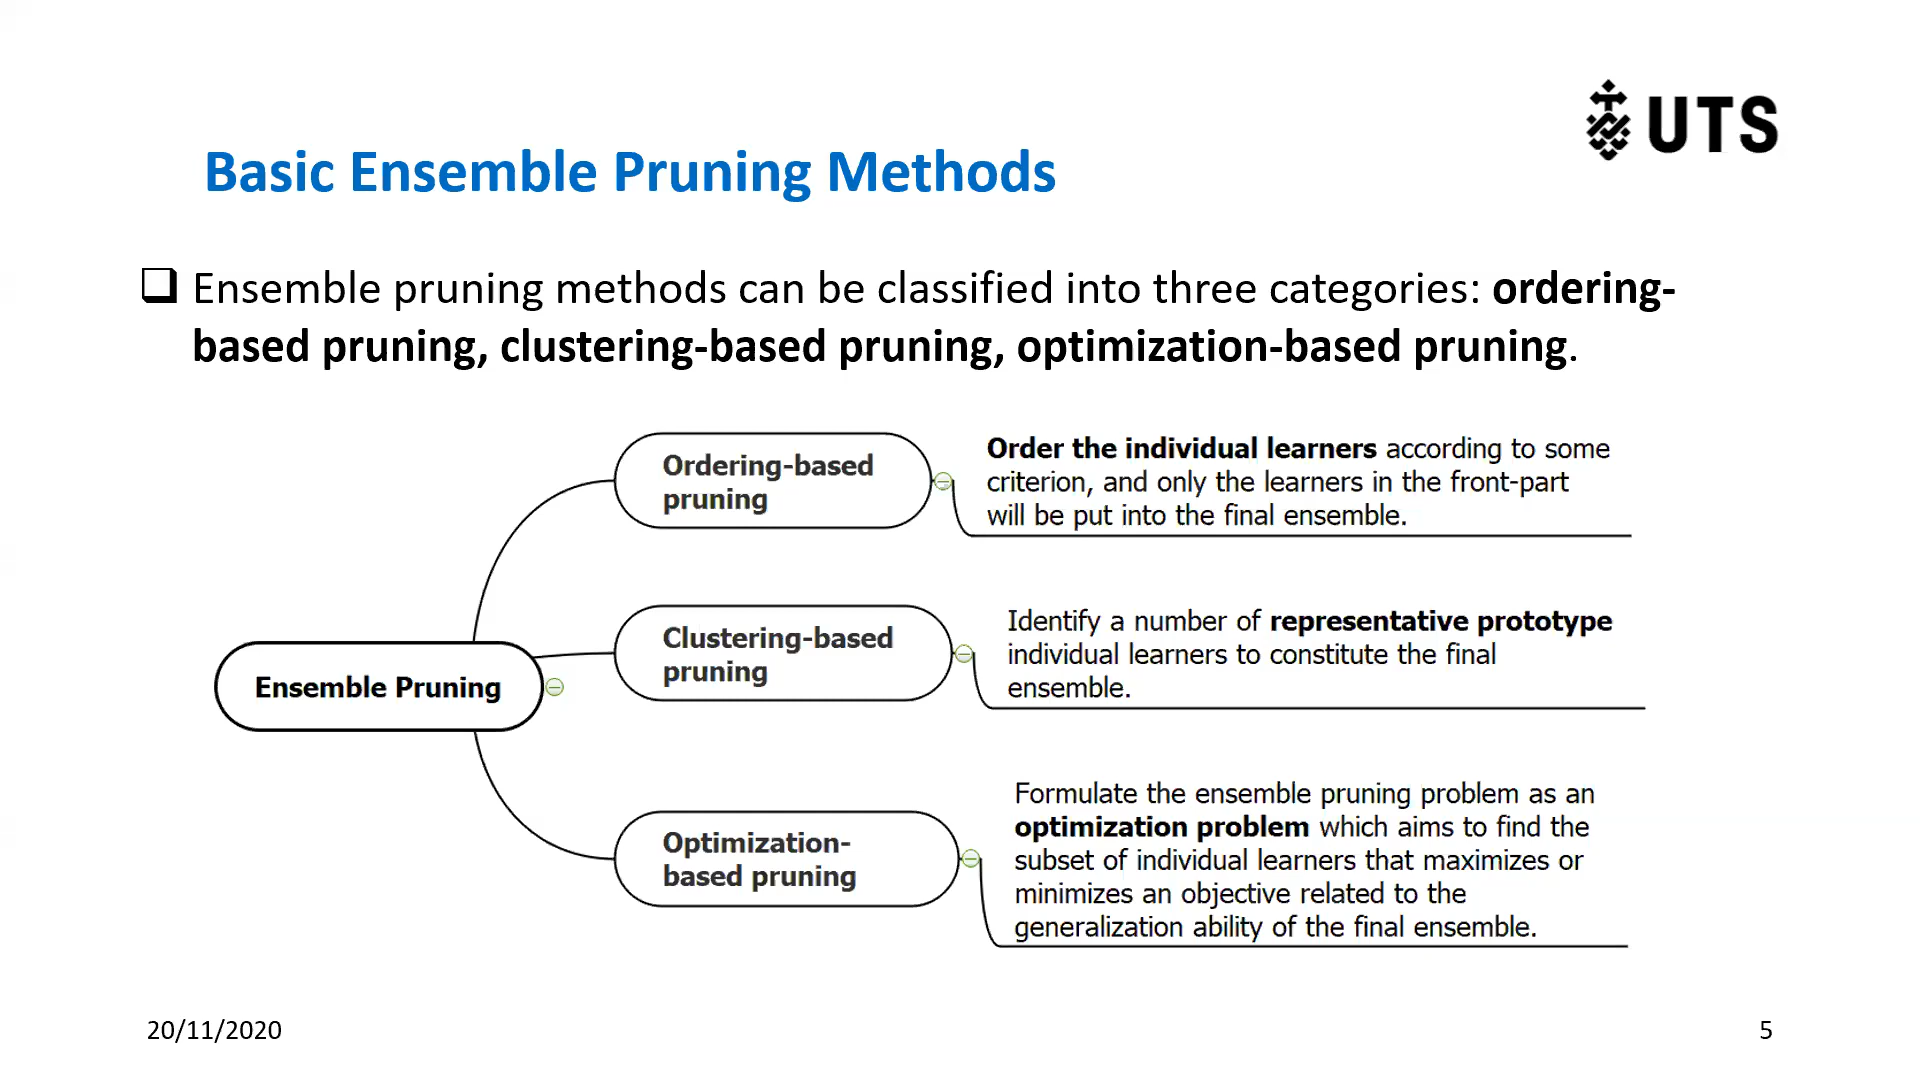 UTS
Basic Ensemble Pruning Methods
Ensemble pruning methods can be classified into three categories: ordering-
based pruning, clustering-based pruning, optimization-based pruning.
Ordering-based
pruning
Order the individual learners according to some
criterion, and only the learners in the front-part
will be put into the final ensemble.
Clustering-based
pruning
Identify a number of representative prototype
individual learners to constitute the final
ensemble.
Ensemble Pruning
Optimization-
based pruning
Formulate the ensemble pruning problem as an
optimization problem which aims to find the
subset of individual learners that maximizes or
minimizes an objective related to the
generalization ability of the final ensemble.
20/11/2020
5